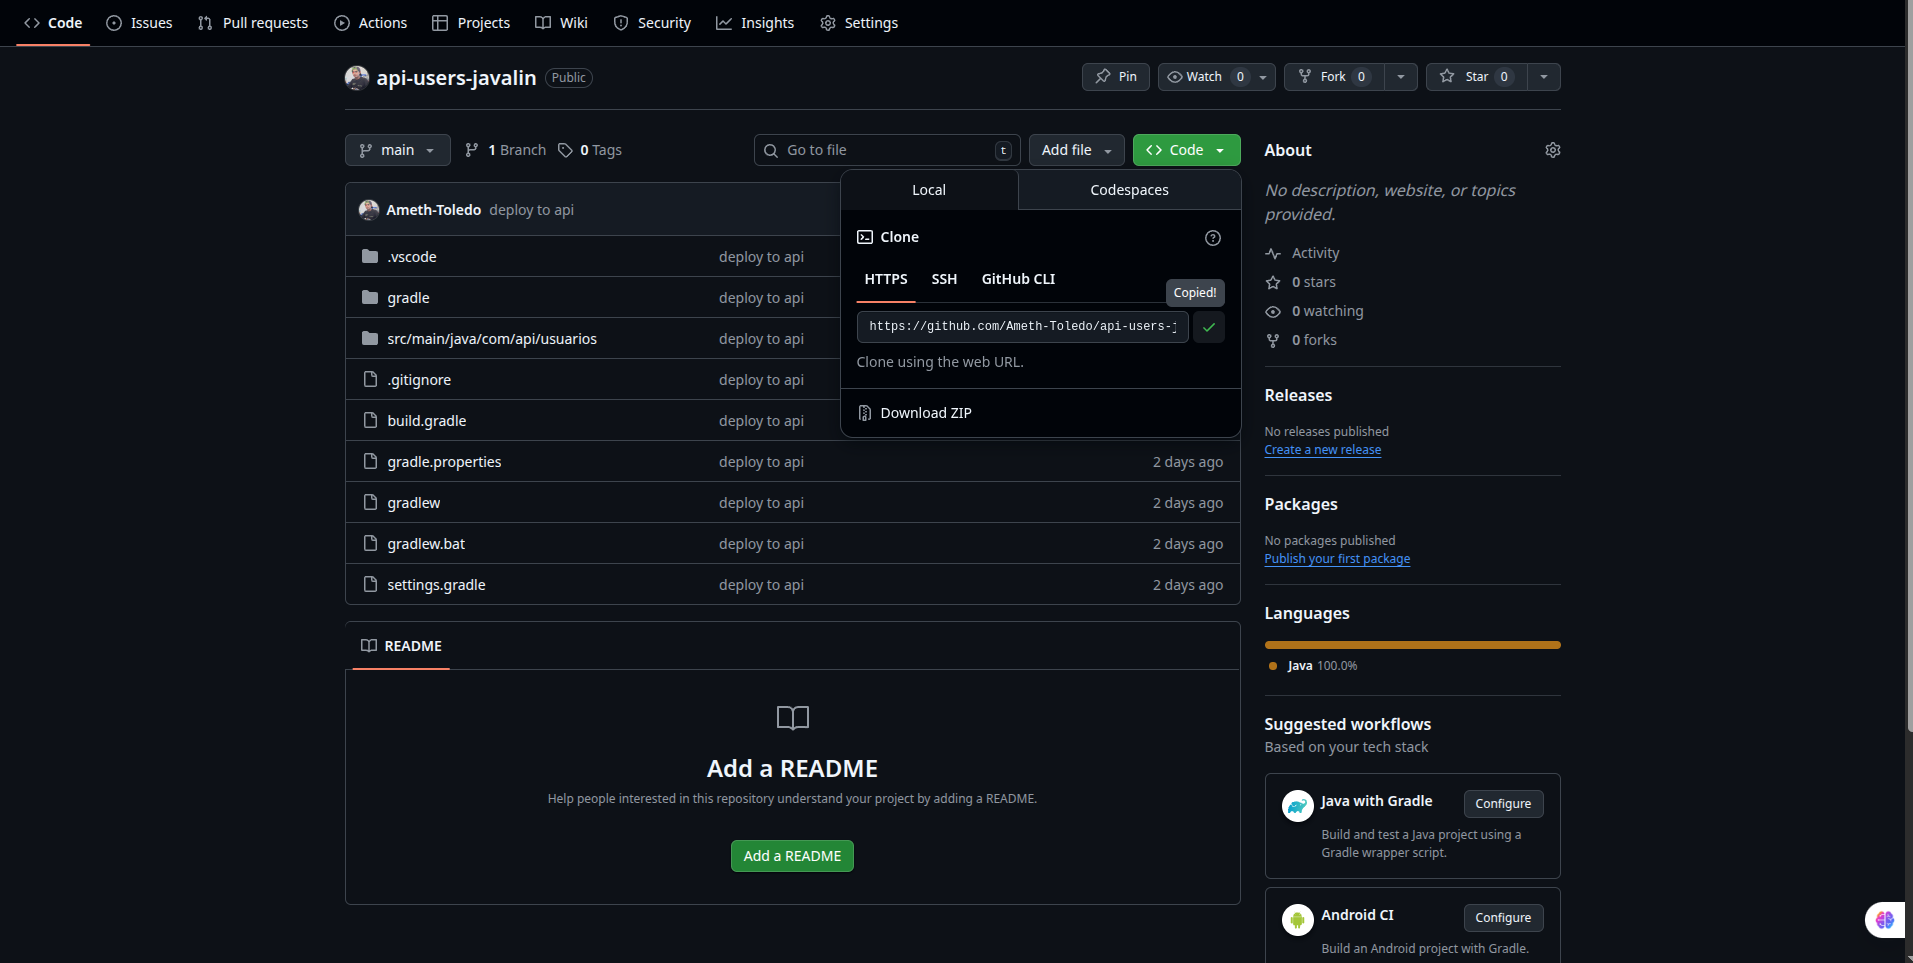 Code Issues Pull requests Actions Projects Wiki Security Insights Settings
api-users-javalin Public
Pin Watch 0 Fork 0 Star 0
main 1 Branch 0 Tags Go to file t Add file Code
Local Codespaces
Clone
HTTPS SSH GitHub CLI
Copied!
https://github.com/Ameth-Toledo/api-users-j
Clone using the web URL.
Download ZIP
Ameth-Toledo deploy to api
.vscode deploy to api
gradle deploy to api
src/main/java/com/api/usuarios deploy to api
.gitignore deploy to api
build.gradle deploy to api
gradle.properties deploy to api 2 days ago
gradlew deploy to api 2 days ago
gradlew.bat deploy to api 2 days ago
settings.gradle deploy to api 2 days ago
README
Add a README
Help people interested in this repository understand your project by adding a README.
Add a README
About
No description, website, or topics
provided.
Activity
0 stars
0 watching
0 forks
Releases
No releases published
Create a new release
Packages
No packages published
Publish your first package
Languages
Java 100.0%
Suggested workflows
Based on your tech stack
Java with Gradle Configure
Build and test a Java project using a
Gradle wrapper script.
Android CI Configure
Build an Android project with Gradle.